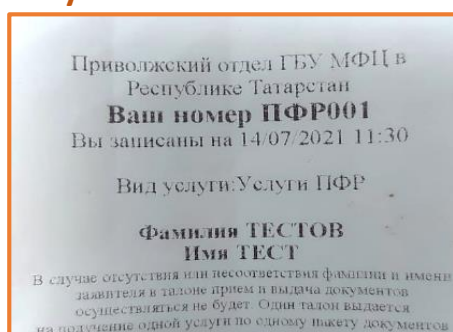 Приволжский отдел ГБУ МФЦ в
Республике Татарстан
Ваш номер ПФР001
Вы записаны на 14/07/2021 11:30
Вид услуги:Услуги ПФР
Фамилия ТЕСТОВ
Имя ТЕСТ
В случае отсутствия или несоответствия фамилии и имени
заявителя в талоне прием и выдача документов
осуществляться не будет. Один талон выдается
на получение одной услуги по одному пакету документов